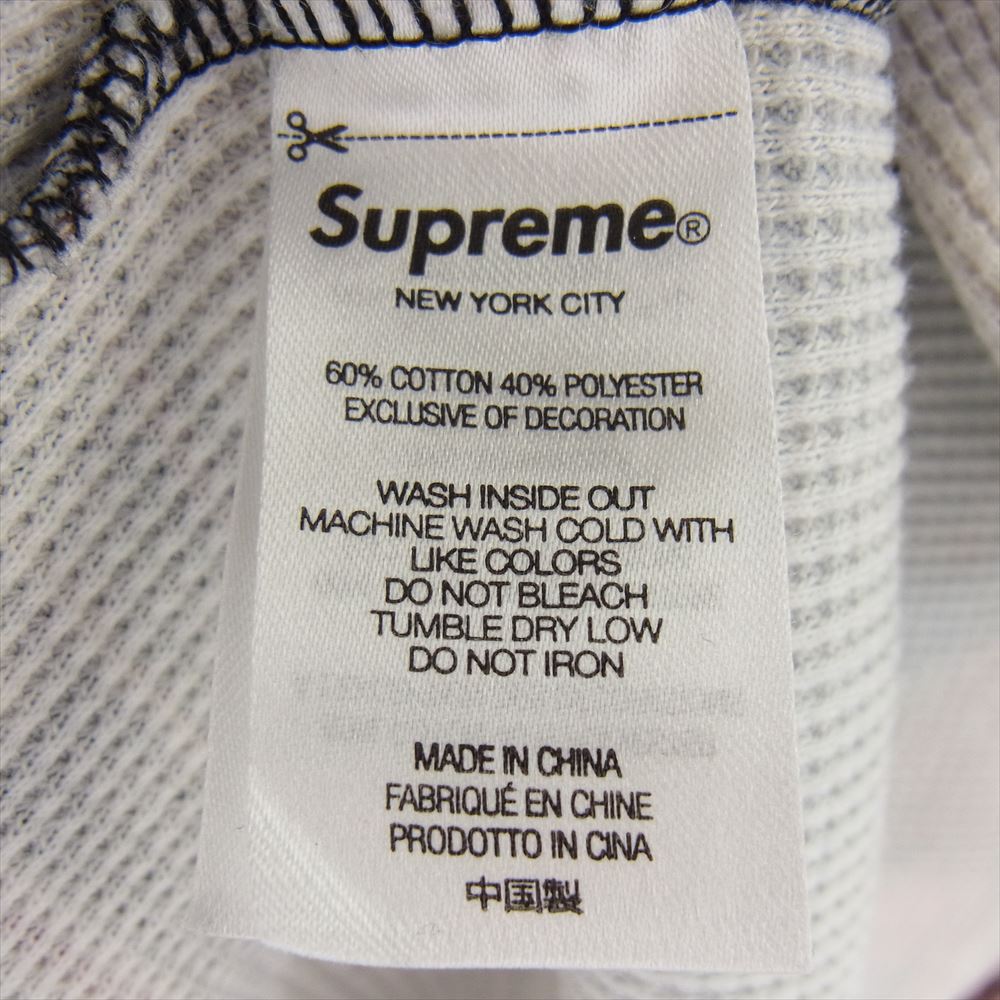 Supreme®
NEW YORK CITY
60% COTTON 40% POLYESTER
EXCLUSIVE OF DECORATION
WASH INSIDE OUT
MACHINE WASH COLD WITH
LIKE COLORS
DO NOT BLEACH
TUMBLE DRY LOW
DO NOT IRON
MADE IN CHINA
FABRIQUÉ EN CHINE
PRODOTTO IN CINA
中国製